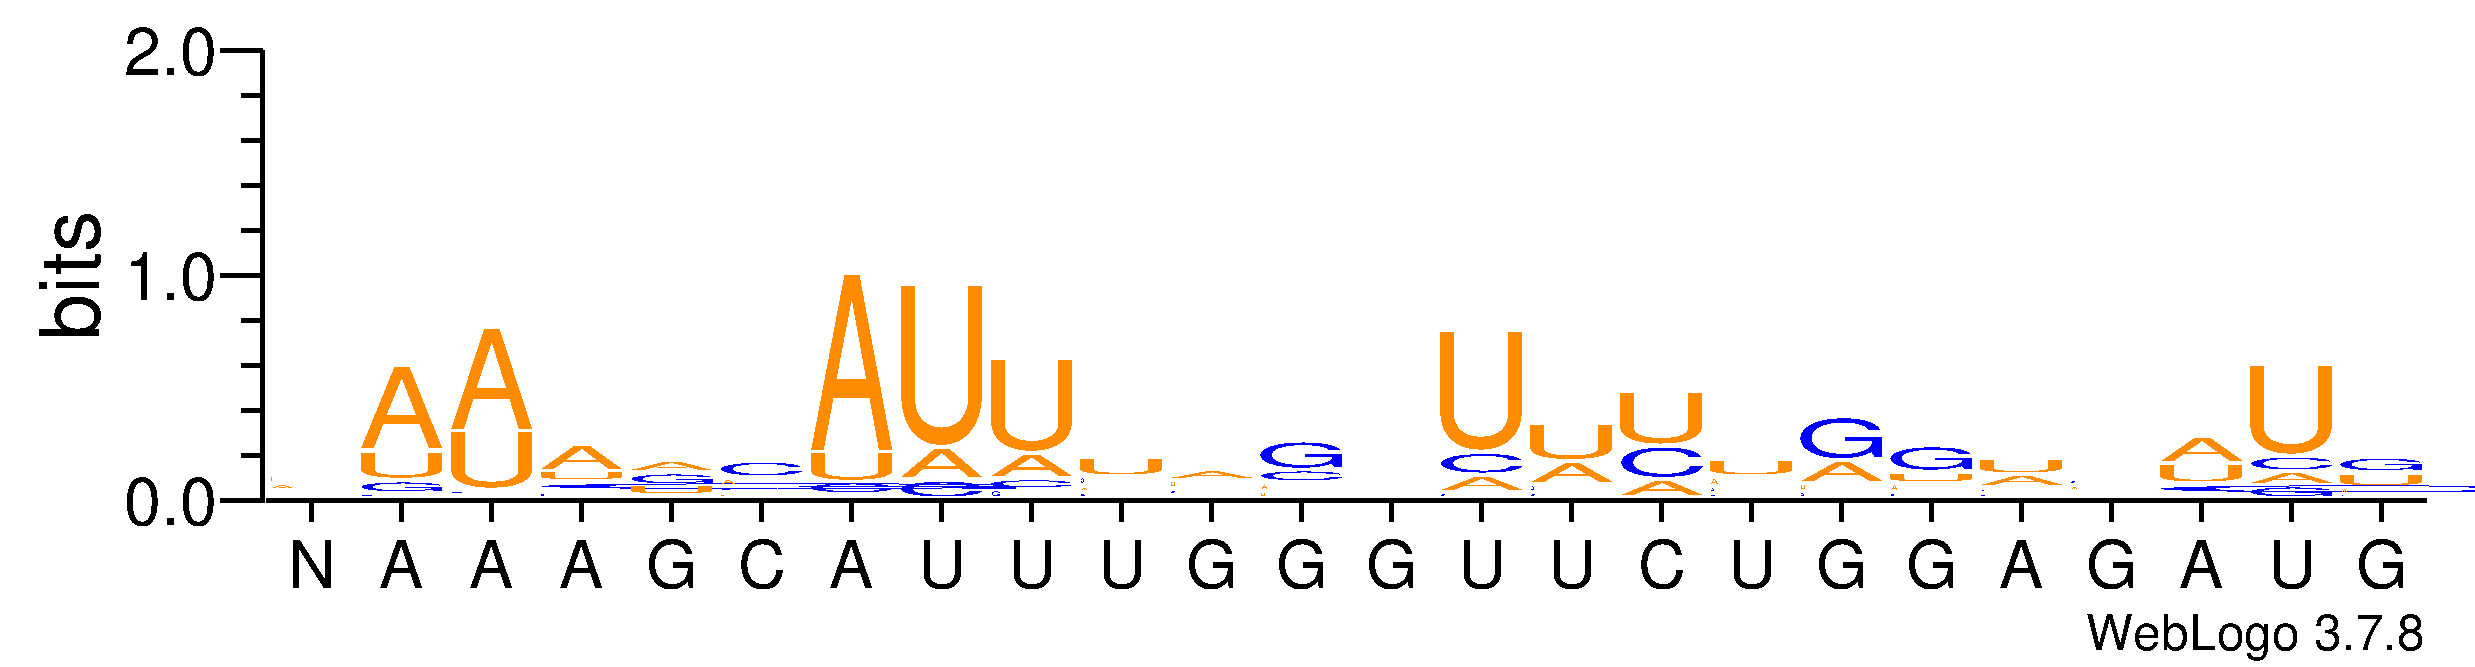 2.0
1.0
0.0
bits
N A A A G C A U U U G G G U U C U G G A G A U G
WebLogo 3.7.8